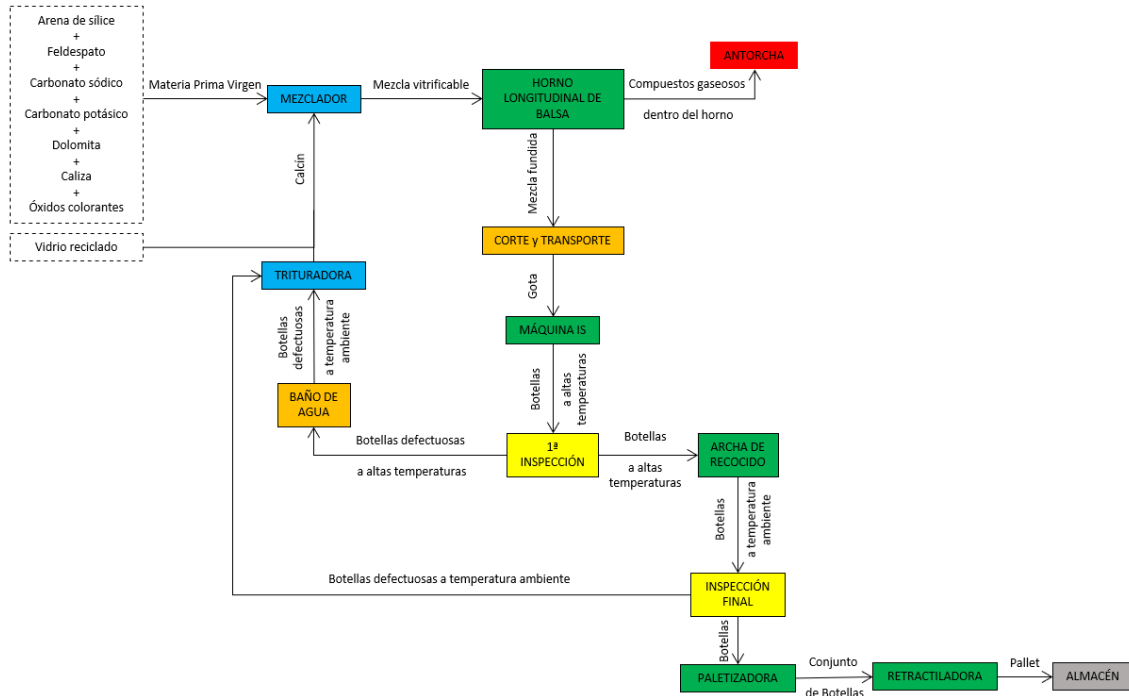 Arena de sílice
+
Feldespato
+
Carbonato sódico
+
Carbonato potásico
+
Dolomita
+
Caliza
+
Óxidos colorantes
Vidrio reciclado
Materia Prima Virgen
MEZCLADOR
Mezcla vitrificable
HORNO
LONGITUDINAL DE
BALSA
Compuestos gaseosos
dentro del horno
ANTORCHA
Calcín
Mezcla fundida
CORTE y TRANSPORTE
Gota
MÁQUINA IS
Botellas
a altas
temperaturas
1ª
INSPECCIÓN
Botellas defectuosas
a altas temperaturas
BAÑO DE
AGUA
Botellas
defectuosas
a temperatura
ambiente
TRITURADORA
Botellas
a altas
temperaturas
ARCHA DE
RECOCIDO
Botellas
a temperatura
ambiente
INSPECCIÓN
FINAL
Botellas defectuosas a temperatura ambiente
Botellas
PALETIZADORA
Conjunto
de Botellas
RETRACTILADORA
Pallet
ALMACÉN